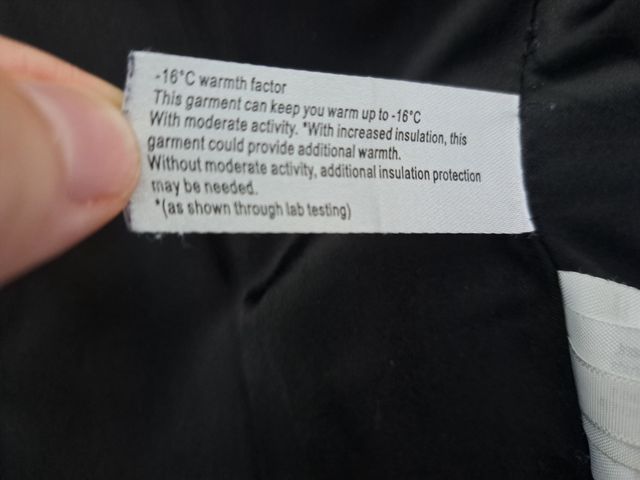 -16°C warmth factor
This garment can keep you warm up to -16°C
With moderate activity. *With increased insulation, this
garment could provide additional warmth.
Without moderate activity, additional insulation protection
may be needed.
*(as shown through lab testing)